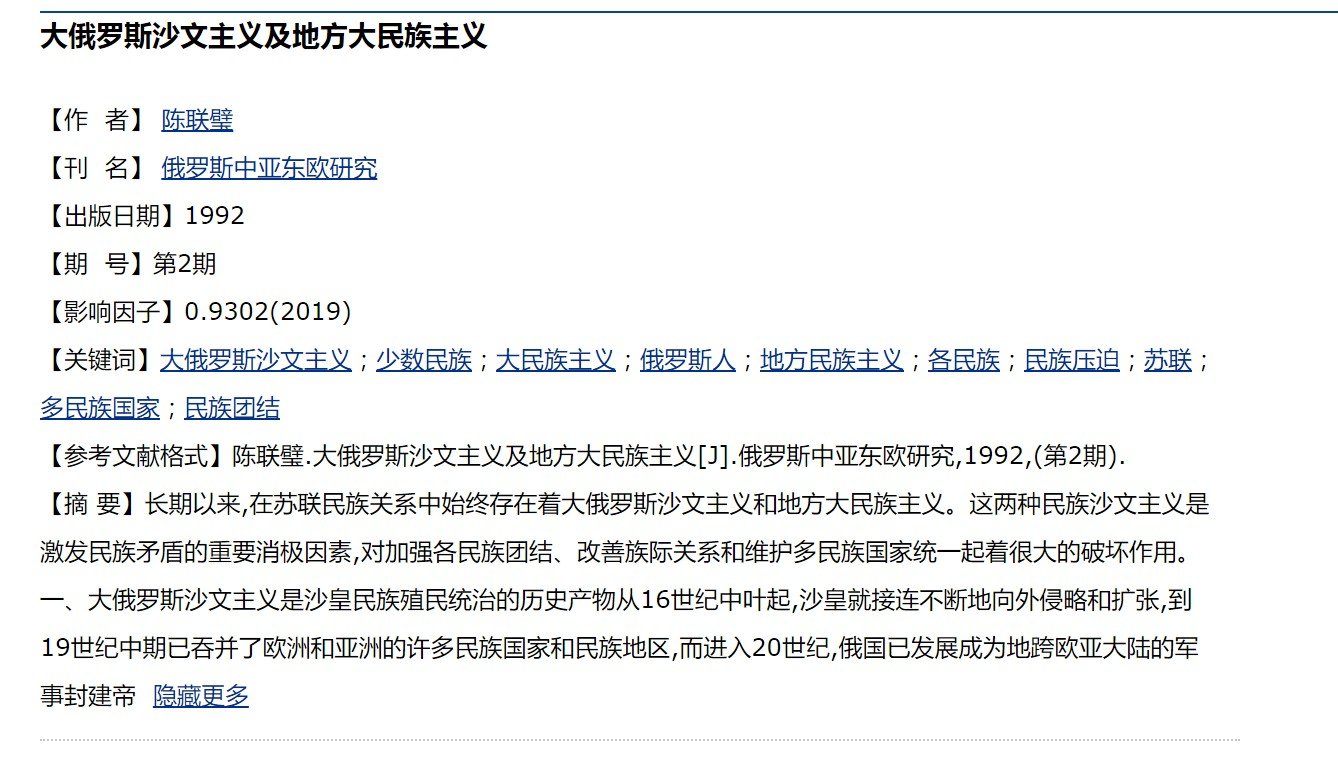 大俄罗斯沙文主义及地方大民族主义
【作 者】 陈联璧
【刊 名】 俄罗斯中亚东欧研究
【出版日期】1992
【期 号】第2期
【影响因子】0.9302(2019)
【关键词】大俄罗斯沙文主义；少数民族；大民族主义；俄罗斯人；地方民族主义；各民族；民族压迫；苏联；
多民族国家；民族团结
【参考文献格式】陈联璧.大俄罗斯沙文主义及地方大民族主义[J].俄罗斯中亚东欧研究,1992,(第2期).
【摘 要】长期以来,在苏联民族关系中始终存在着大俄罗斯沙文主义和地方大民族主义。这两种民族沙文主义是
激发民族矛盾的重要消极因素,对加强各民族团结、改善族际关系和维护多民族国家统一起着很大的破坏作用。
一、大俄罗斯沙文主义是沙皇民族殖民统治的历史产物从16世纪中叶起,沙皇就接连不断地向外侵略和扩张,到
19世纪中期已吞并了欧洲和亚洲的许多民族国家和民族地区,而进入20世纪,俄国已发展成为地跨欧亚大陆的军
事封建帝 隐藏更多